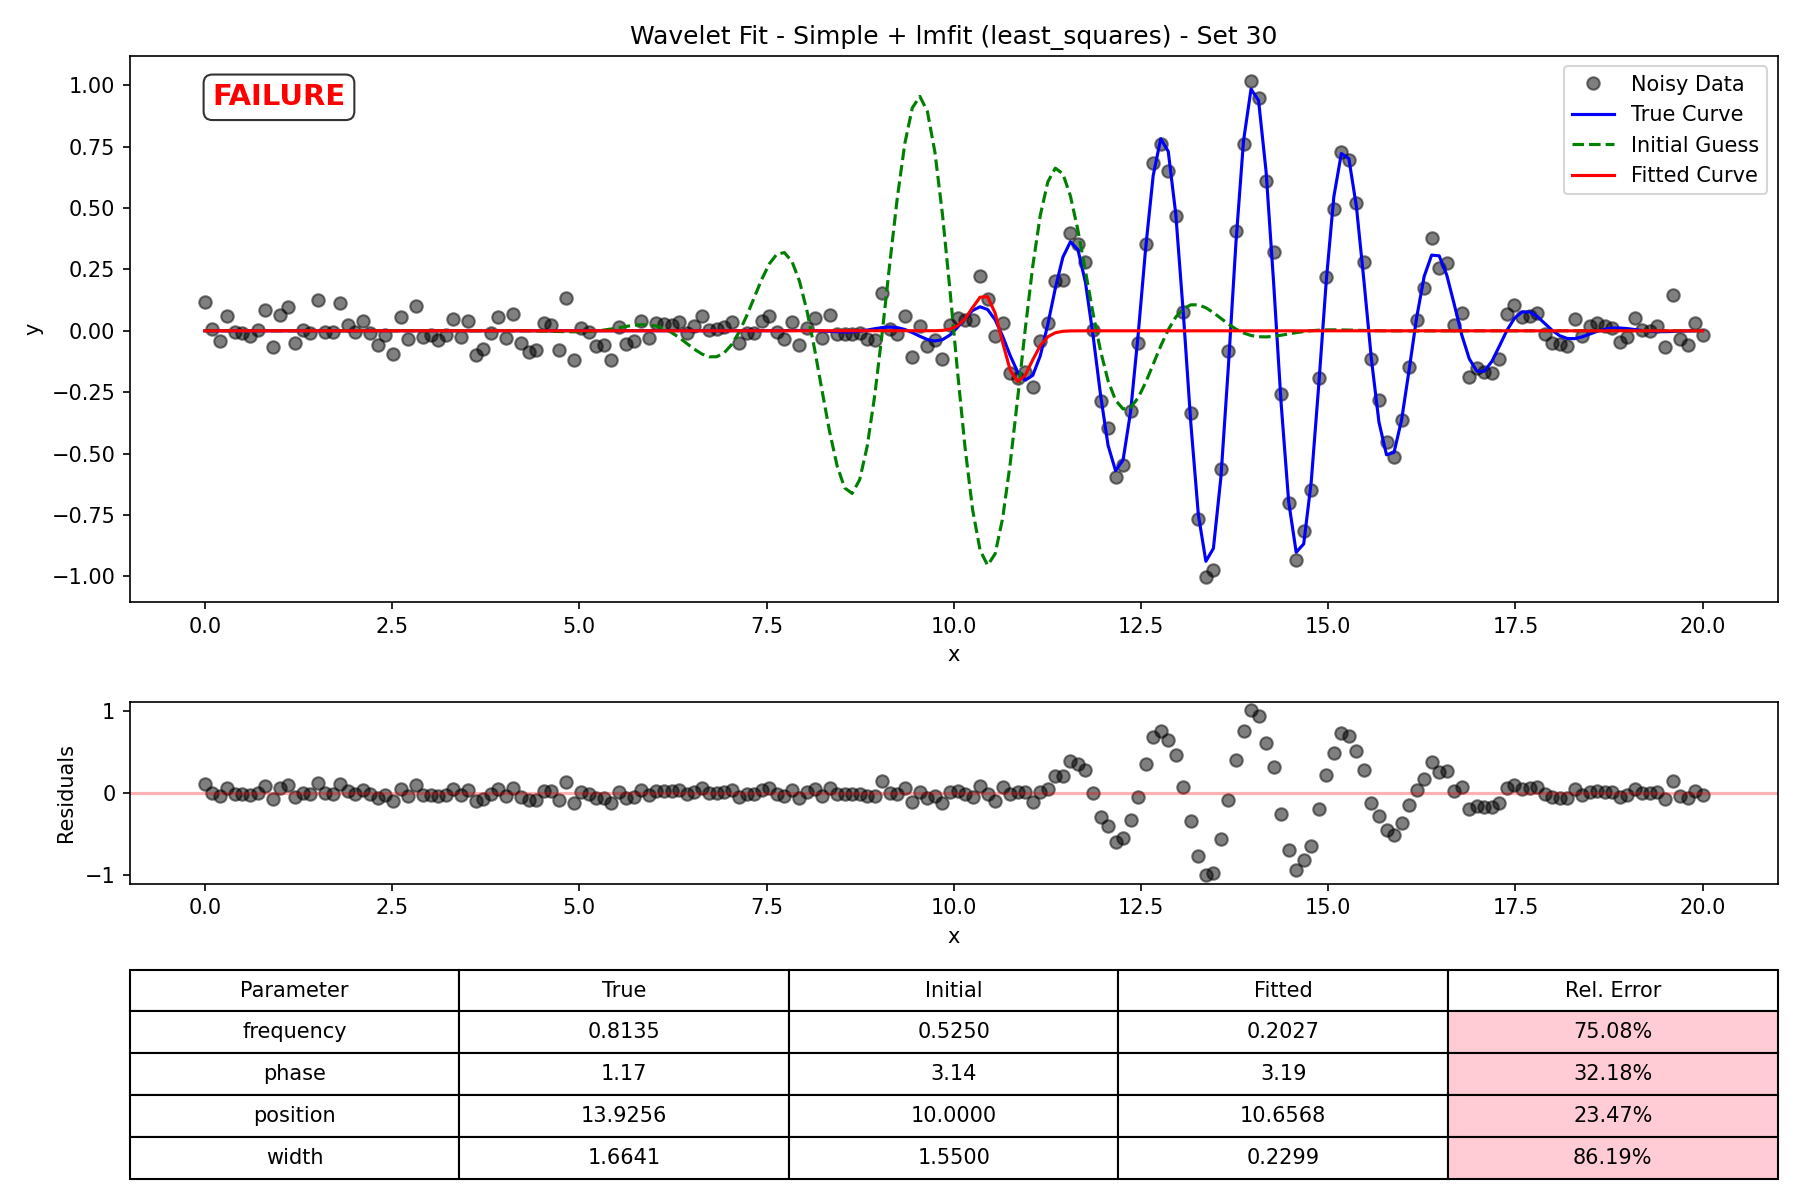 Wavelet Fit - Simple + lmfit (least_squares) - Set 30
FAILURE
Noisy Data
True Curve
Initial Guess
Fitted Curve
1.00
0.75
0.50
0.25
0.00
−0.25
−0.50
−0.75
−1.00
y
0.0 2.5 5.0 7.5 10.0 12.5 15.0 17.5 20.0
x
1
0
−1
Residuals
0.0 2.5 5.0 7.5 10.0 12.5 15.0 17.5 20.0
x
Parameter True Initial Fitted Rel. Error
frequency 0.8135 0.5250 0.2027 75.08%
phase 1.17 3.14 3.19 32.18%
position 13.9256 10.0000 10.6568 23.47%
width 1.6641 1.5500 0.2299 86.19%